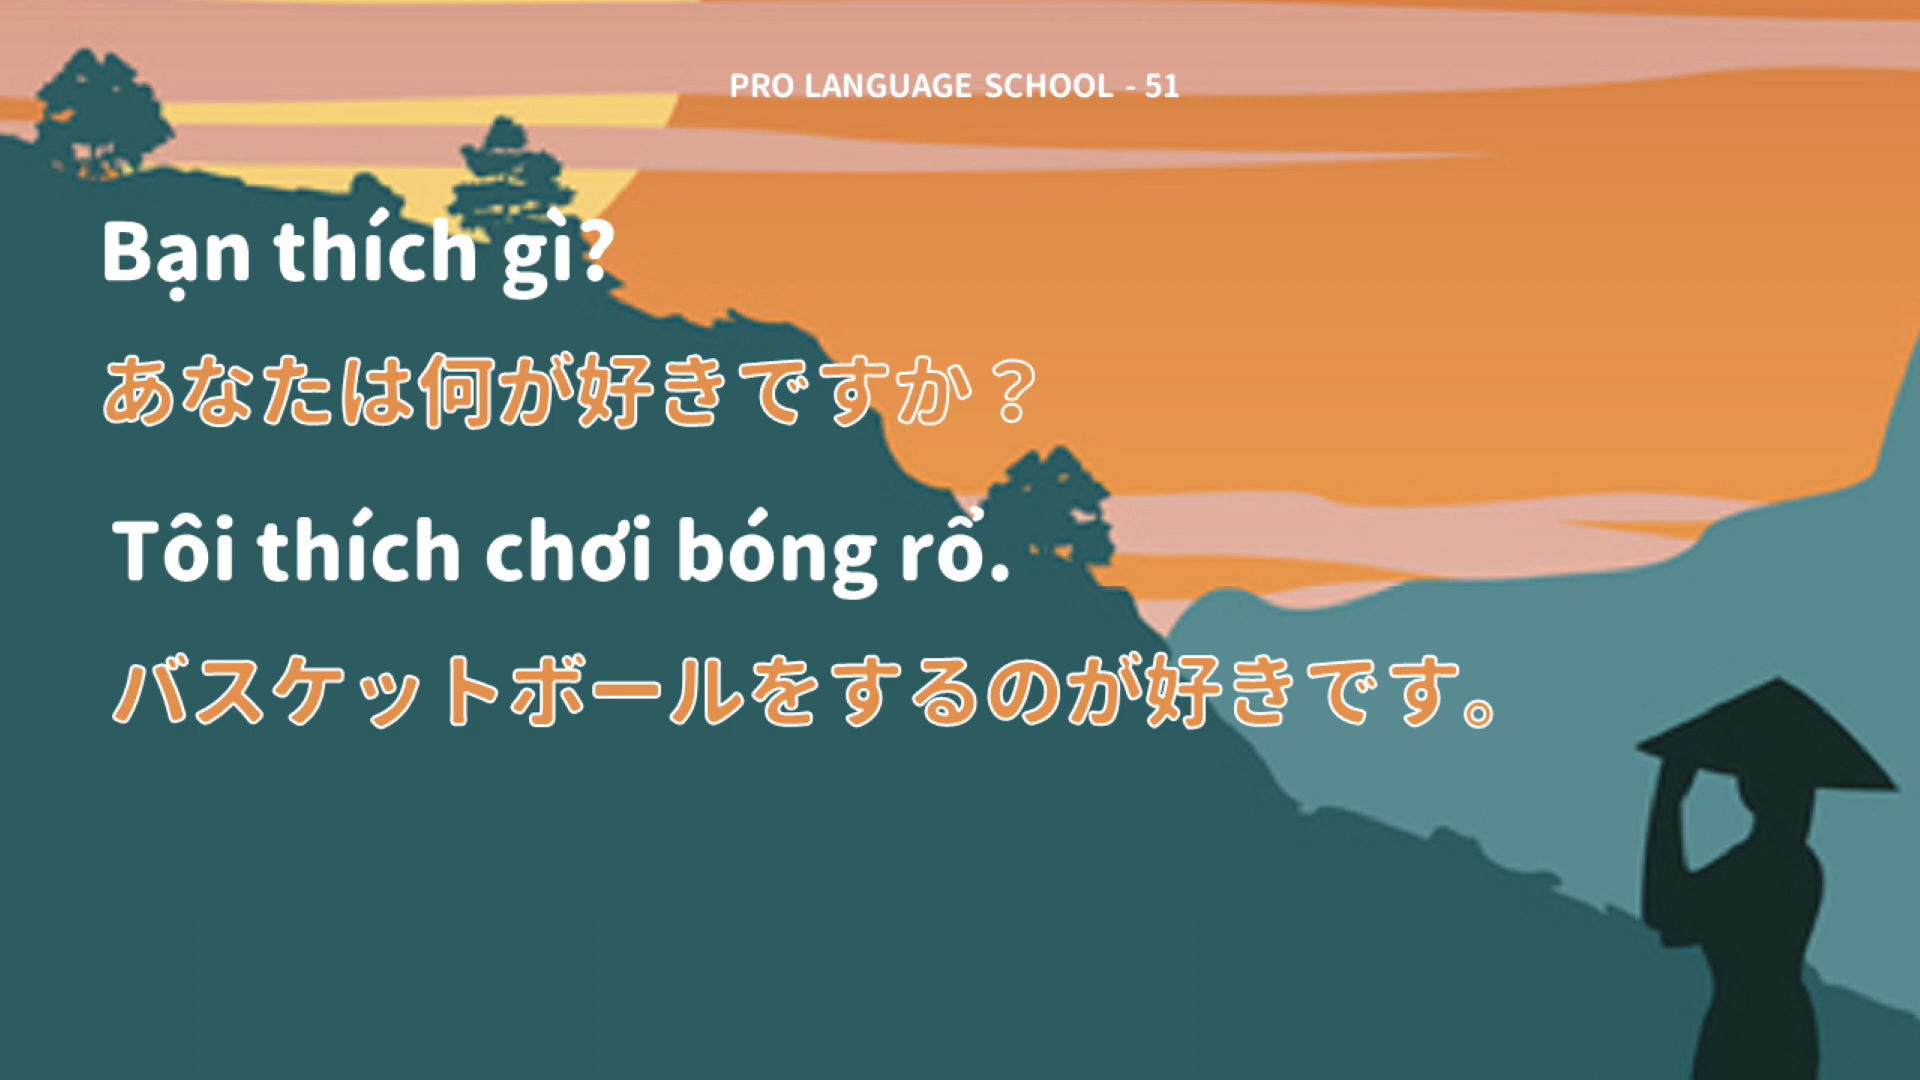 PRO LANGUAGE SCHOOL - 51
Bạn thích gì?
あなたは何が好きですか？
Tôi thích chơi bóng rổ.
バスケットボールをするのが好きです。